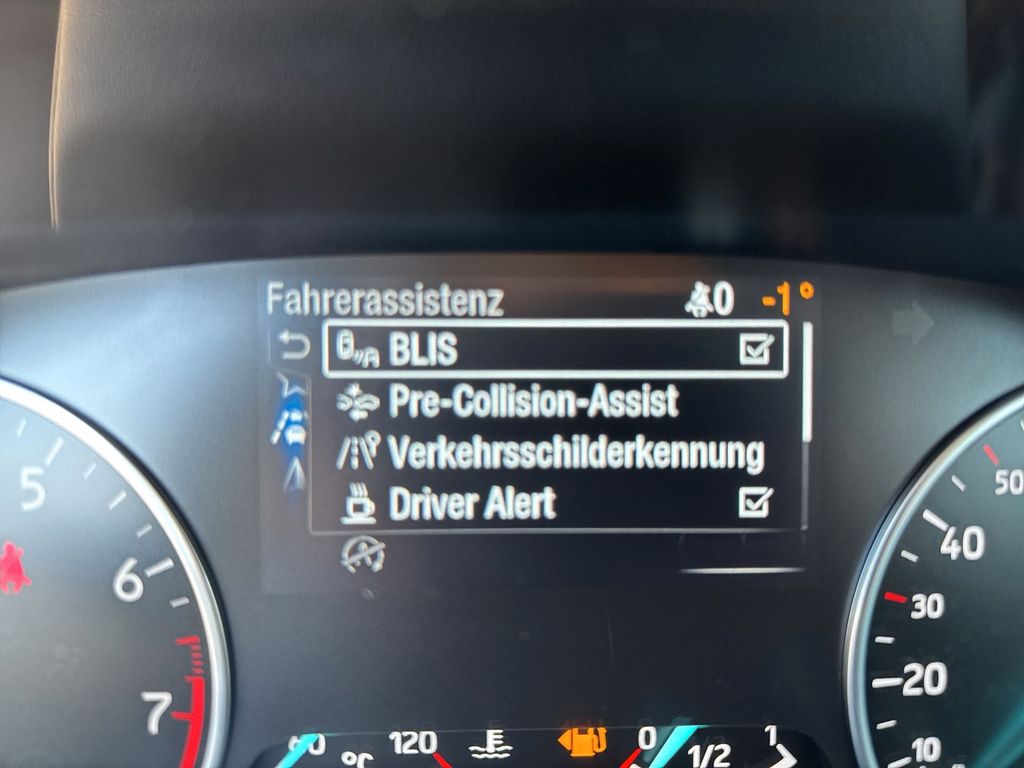 Fahrerassistenz 0 -1°
BLIS
Pre-Collision-Assist
Verkehrsschilderkennung
Driver Alert
5
6
7
50
40
30
20
10
60 °C 120
0 1/2 1